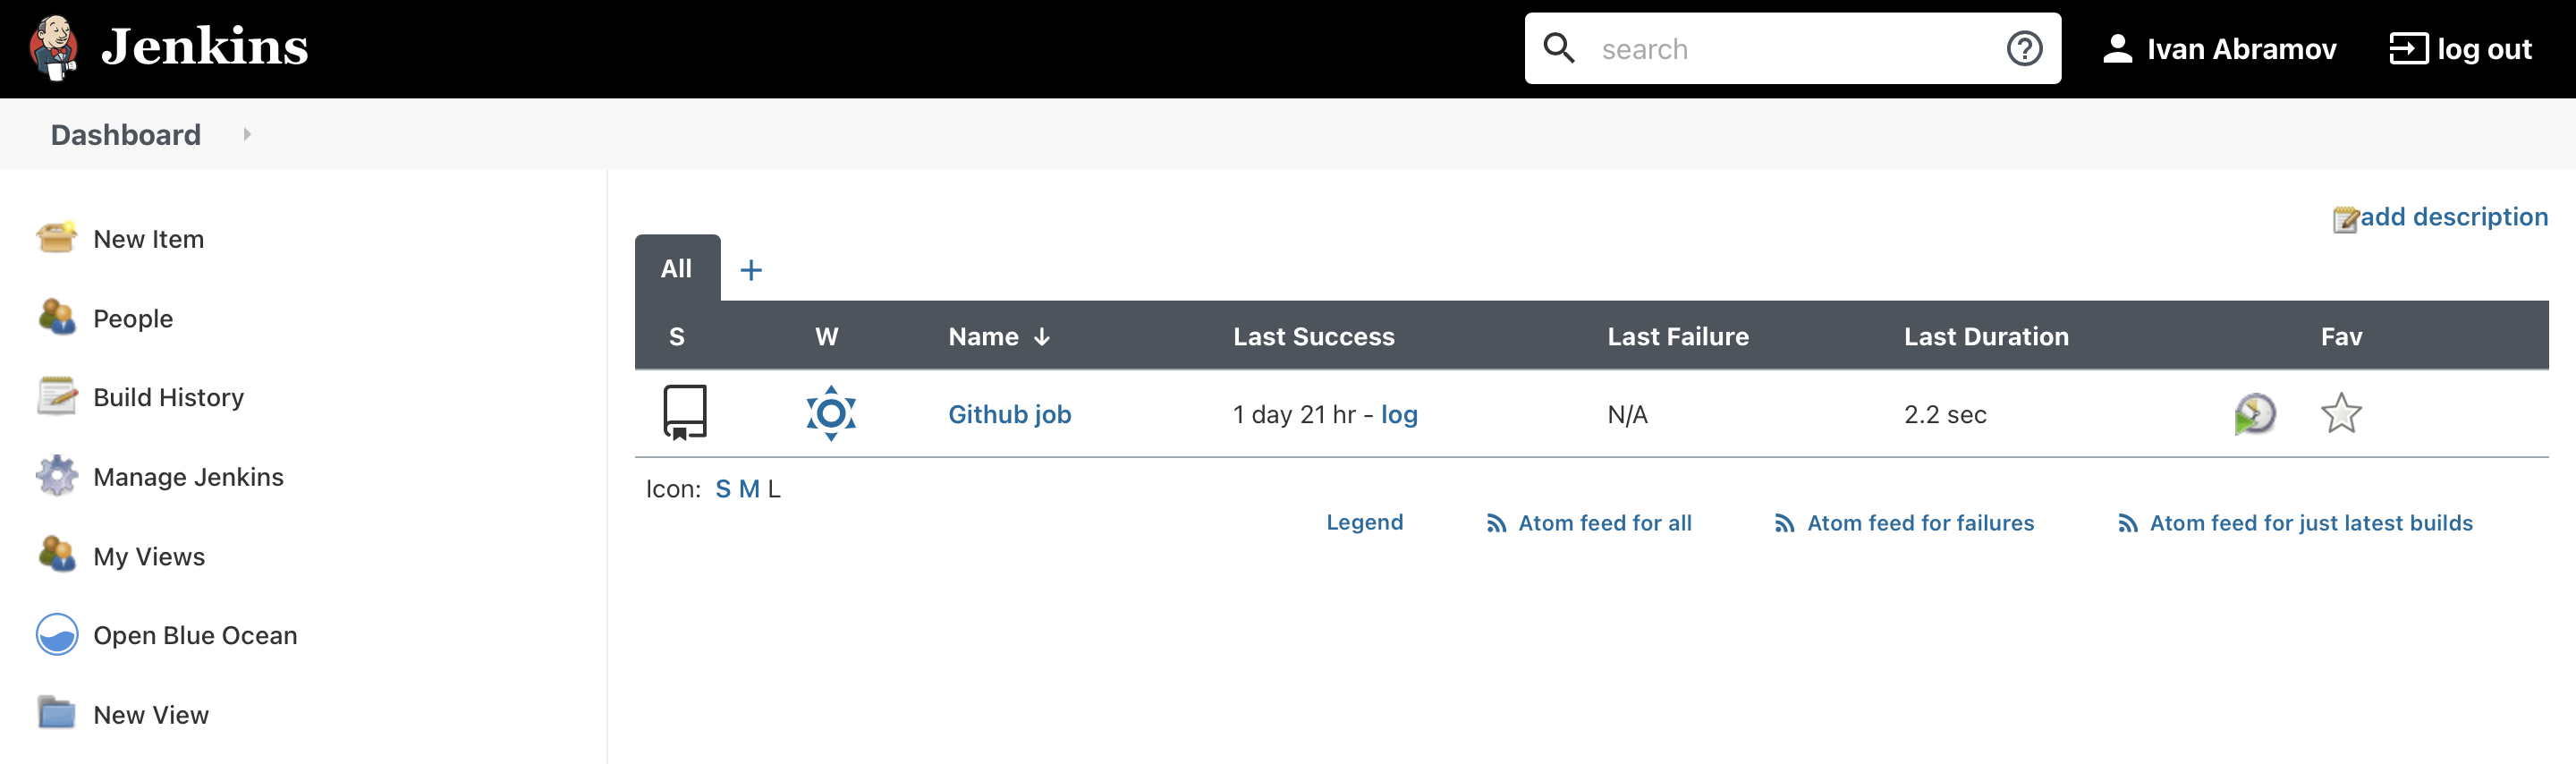 Jenkins
search
Ivan Abramov
log out
Dashboard
New Item
People
Build History
Manage Jenkins
My Views
Open Blue Ocean
New View
add description
All +
S W Name ↓ Last Success Last Failure Last Duration Fav
Github job 1 day 21 hr - log N/A 2.2 sec
Icon: S M L
Legend Atom feed for all Atom feed for failures Atom feed for just latest builds